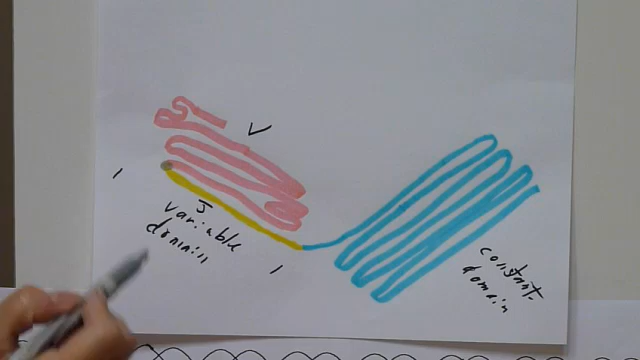 V
J
variable
domain
constant
domain